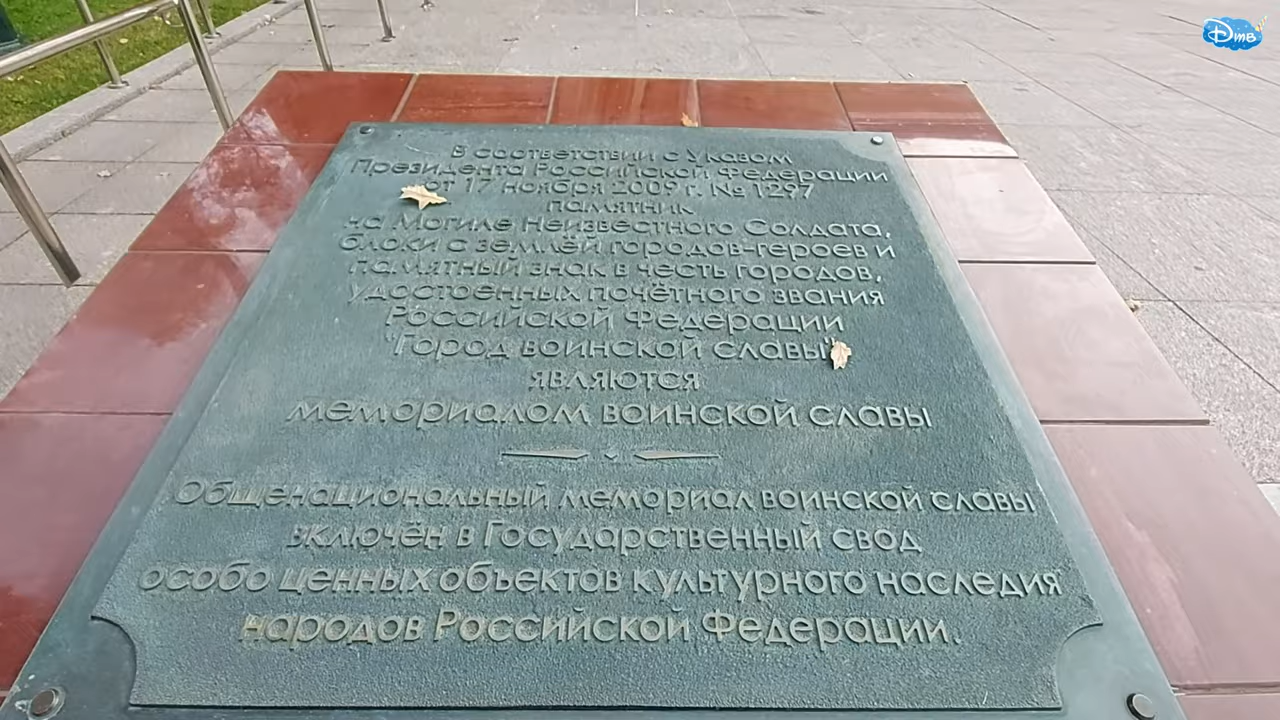 Dтв
В соответствии с Указом
Президента Российской Федерации
от 17 ноября 2009 г. № 1297
памятник
на Могиле Неизвестного Солдата,
блоки с землёй городов-героев и
памятный знак в честь городов,
удостоенных почётного звания
Российской Федерации
"Город воинской славы"
являются
мемориалом воинской славы
Общенациональный мемориал воинской славы
включён в Государственный свод
особо ценных объектов культурного наследия
народов Российской Федерации.